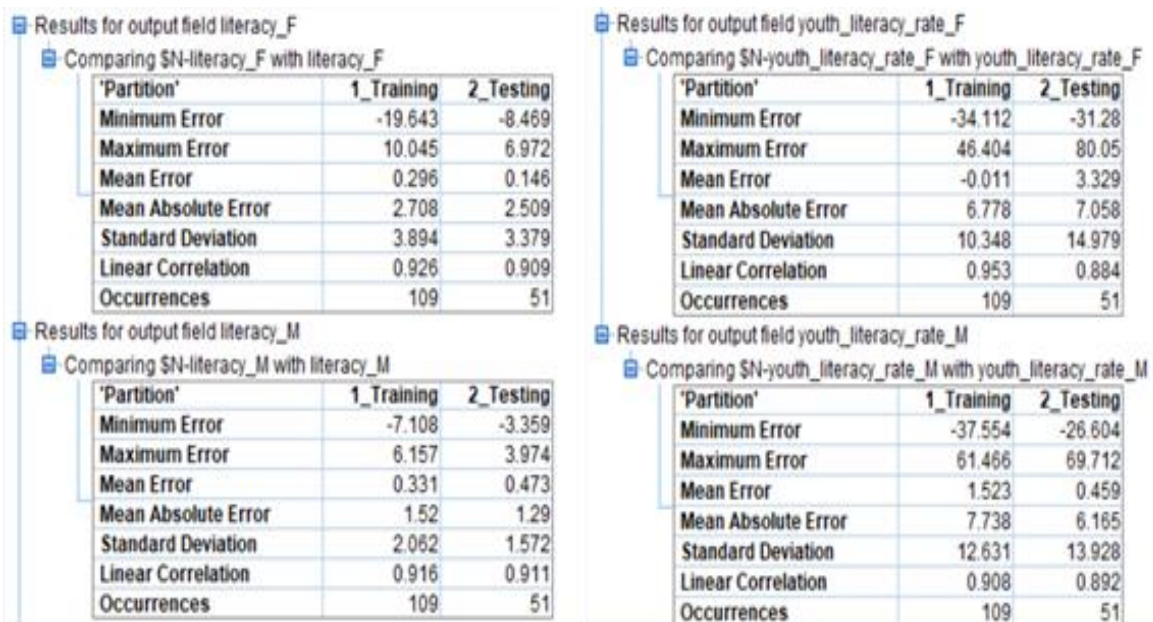 Results for output field literacy_F
Comparing $N-literacy_F with literacy_F
'Partition' 1_Training 2_Testing
Minimum Error -19.643 -8.469
Maximum Error 10.045 6.972
Mean Error 0.296 0.146
Mean Absolute Error 2.708 2.509
Standard Deviation 3.894 3.379
Linear Correlation 0.926 0.909
Occurrences 109 51
Results for output field literacy_M
Comparing $N-literacy_M with literacy_M
'Partition' 1_Training 2_Testing
Minimum Error -7.108 -3.359
Maximum Error 6.157 3.974
Mean Error 0.331 0.473
Mean Absolute Error 1.52 1.29
Standard Deviation 2.062 1.572
Linear Correlation 0.916 0.911
Occurrences 109 51
Results for output field youth_literacy_rate_F
Comparing $N-youth_literacy_rate_F with youth_literacy_rate_F
'Partition' 1_Training 2_Testing
Minimum Error -34.112 -31.28
Maximum Error 46.404 80.05
Mean Error -0.011 3.329
Mean Absolute Error 6.778 7.058
Standard Deviation 10.348 14.979
Linear Correlation 0.953 0.884
Occurrences 109 51
Results for output field youth_literacy_rate_M
Comparing $N-youth_literacy_rate_M with youth_literacy_rate_M
'Partition' 1_Training 2_Testing
Minimum Error -37.554 -26.604
Maximum Error 61.466 69.712
Mean Error 1.523 0.459
Mean Absolute Error 7.738 6.165
Standard Deviation 12.631 13.928
Linear Correlation 0.908 0.892
Occurrences 109 51